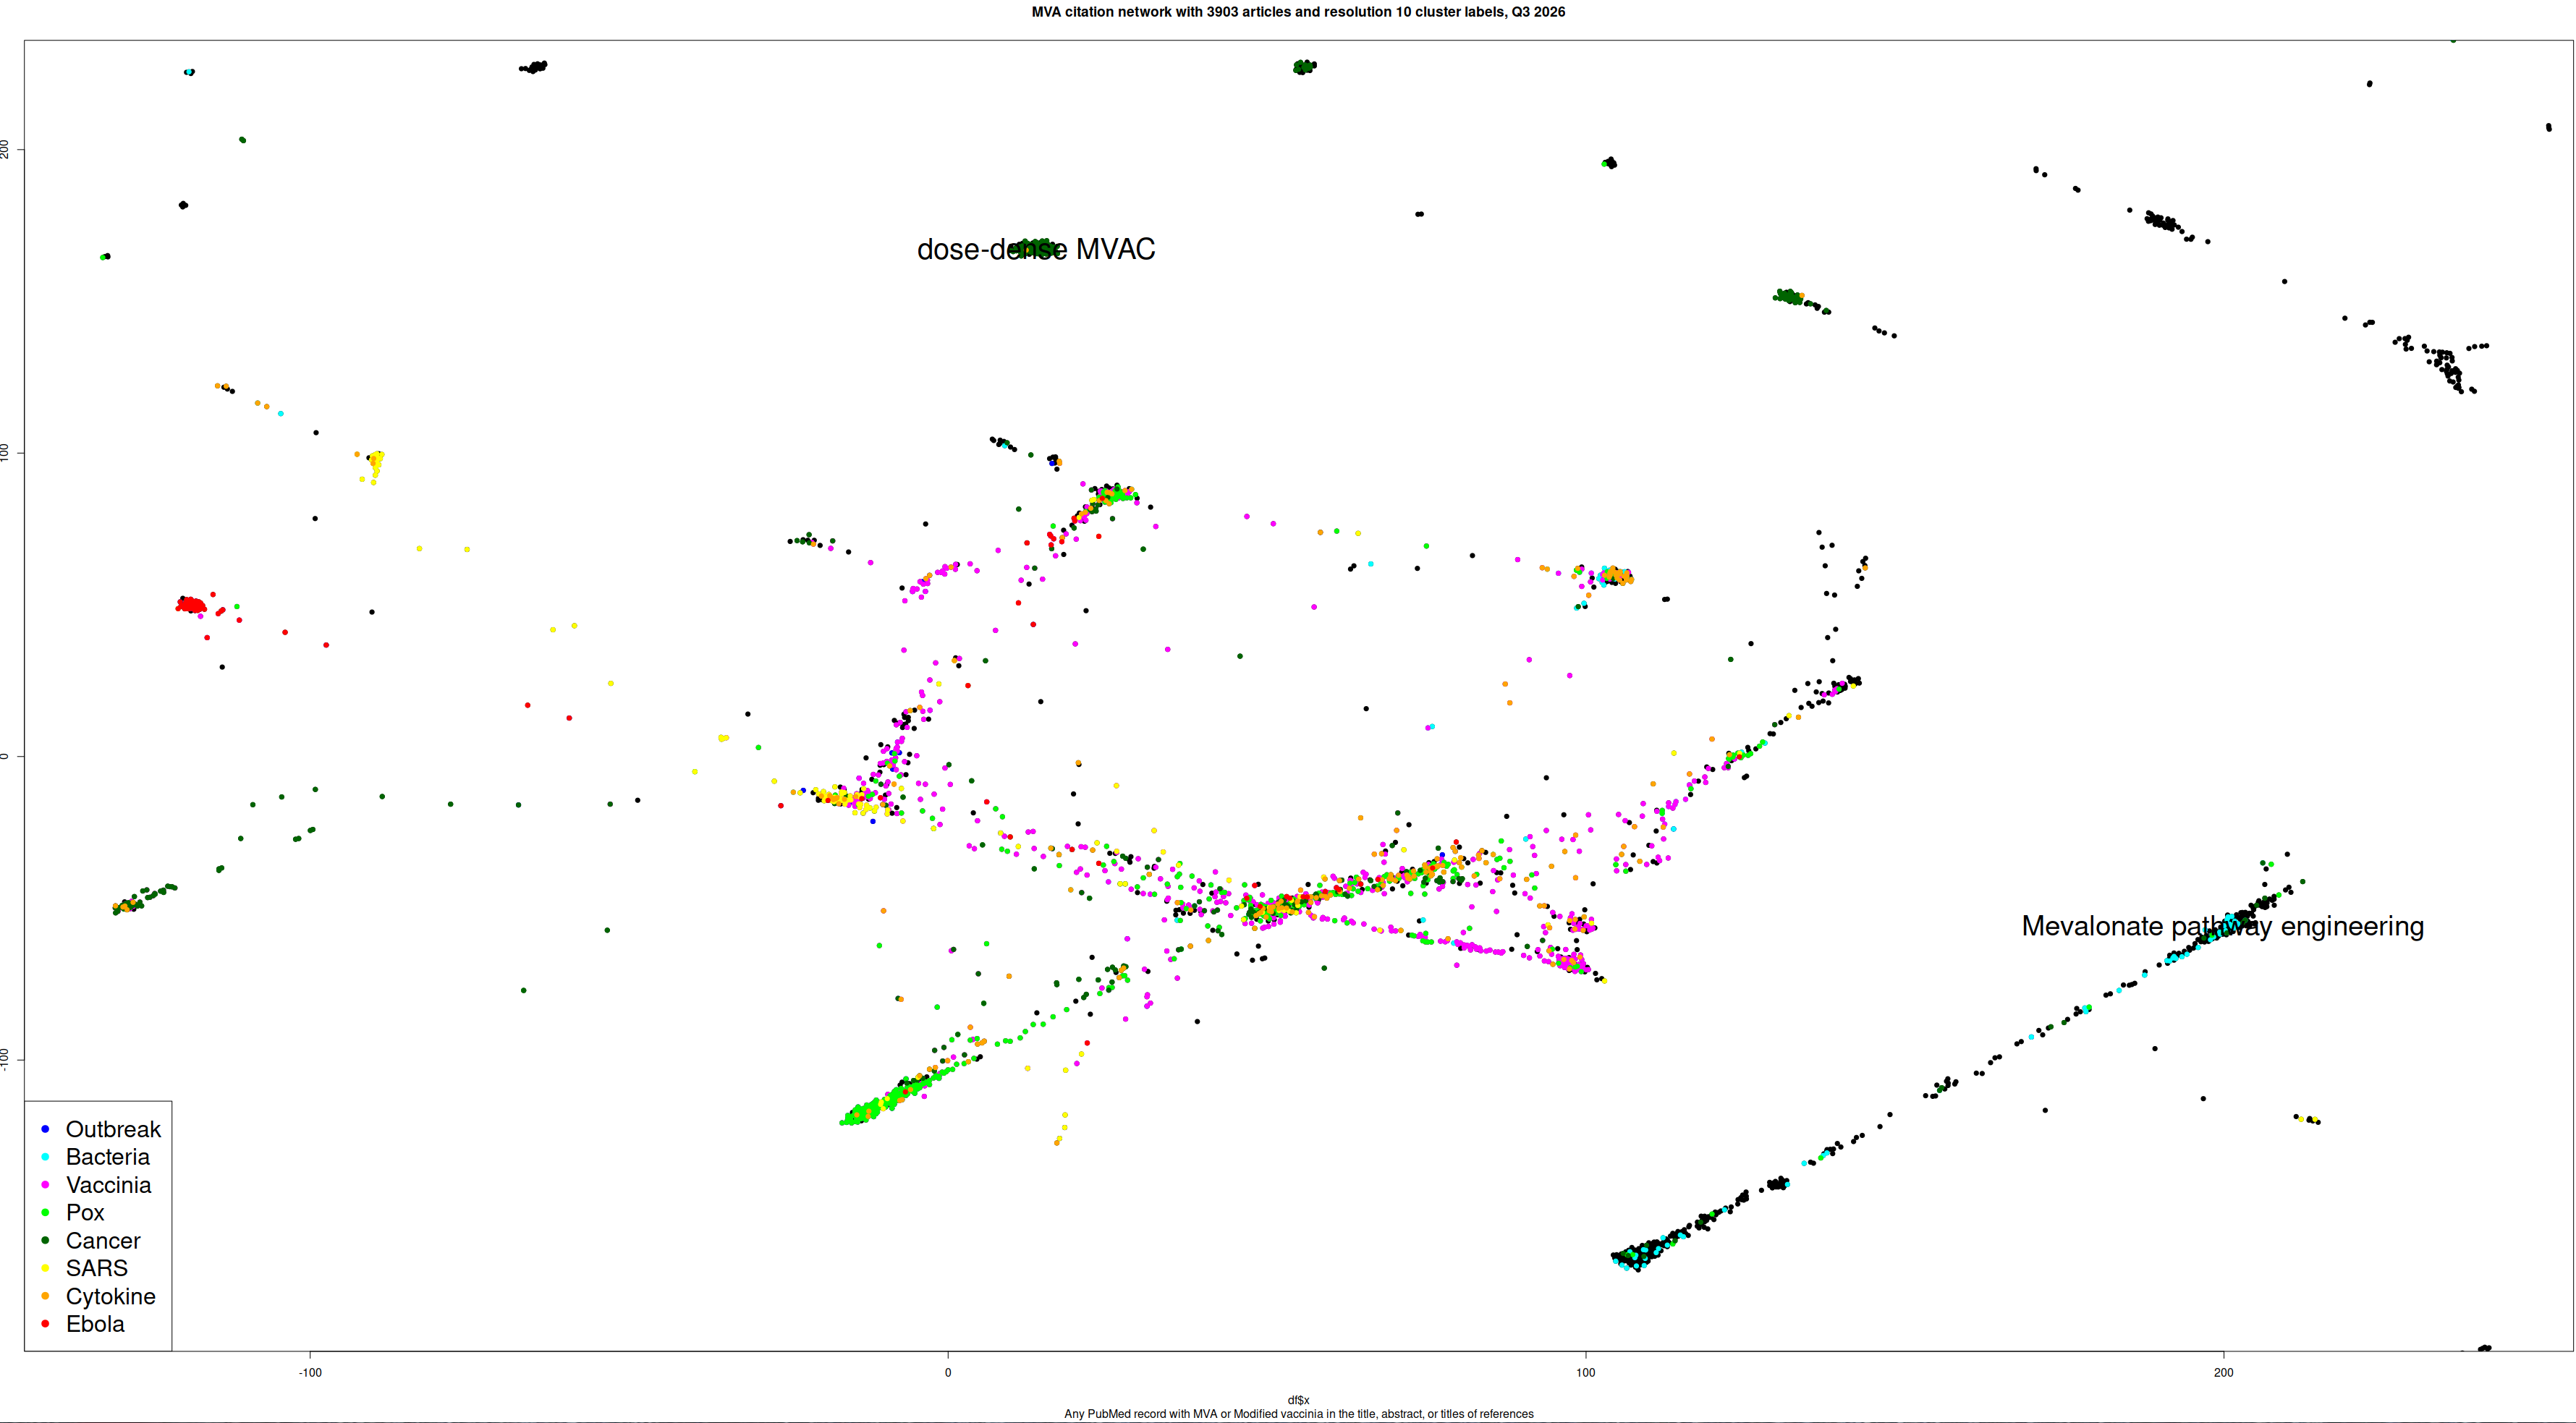 MVA citation network with 3903 articles and resolution 10 cluster labels, Q3 2026
200
dose-dense MVAC
100
0
Mevalonate pathway engineering
-100
Outbreak
Bacteria
Vaccinia
Pox
Cancer
SARS
Cytokine
Ebola
-100 0 100 200
df$x
Any PubMed record with MVA or Modified vaccinia in the title, abstract, or titles of references